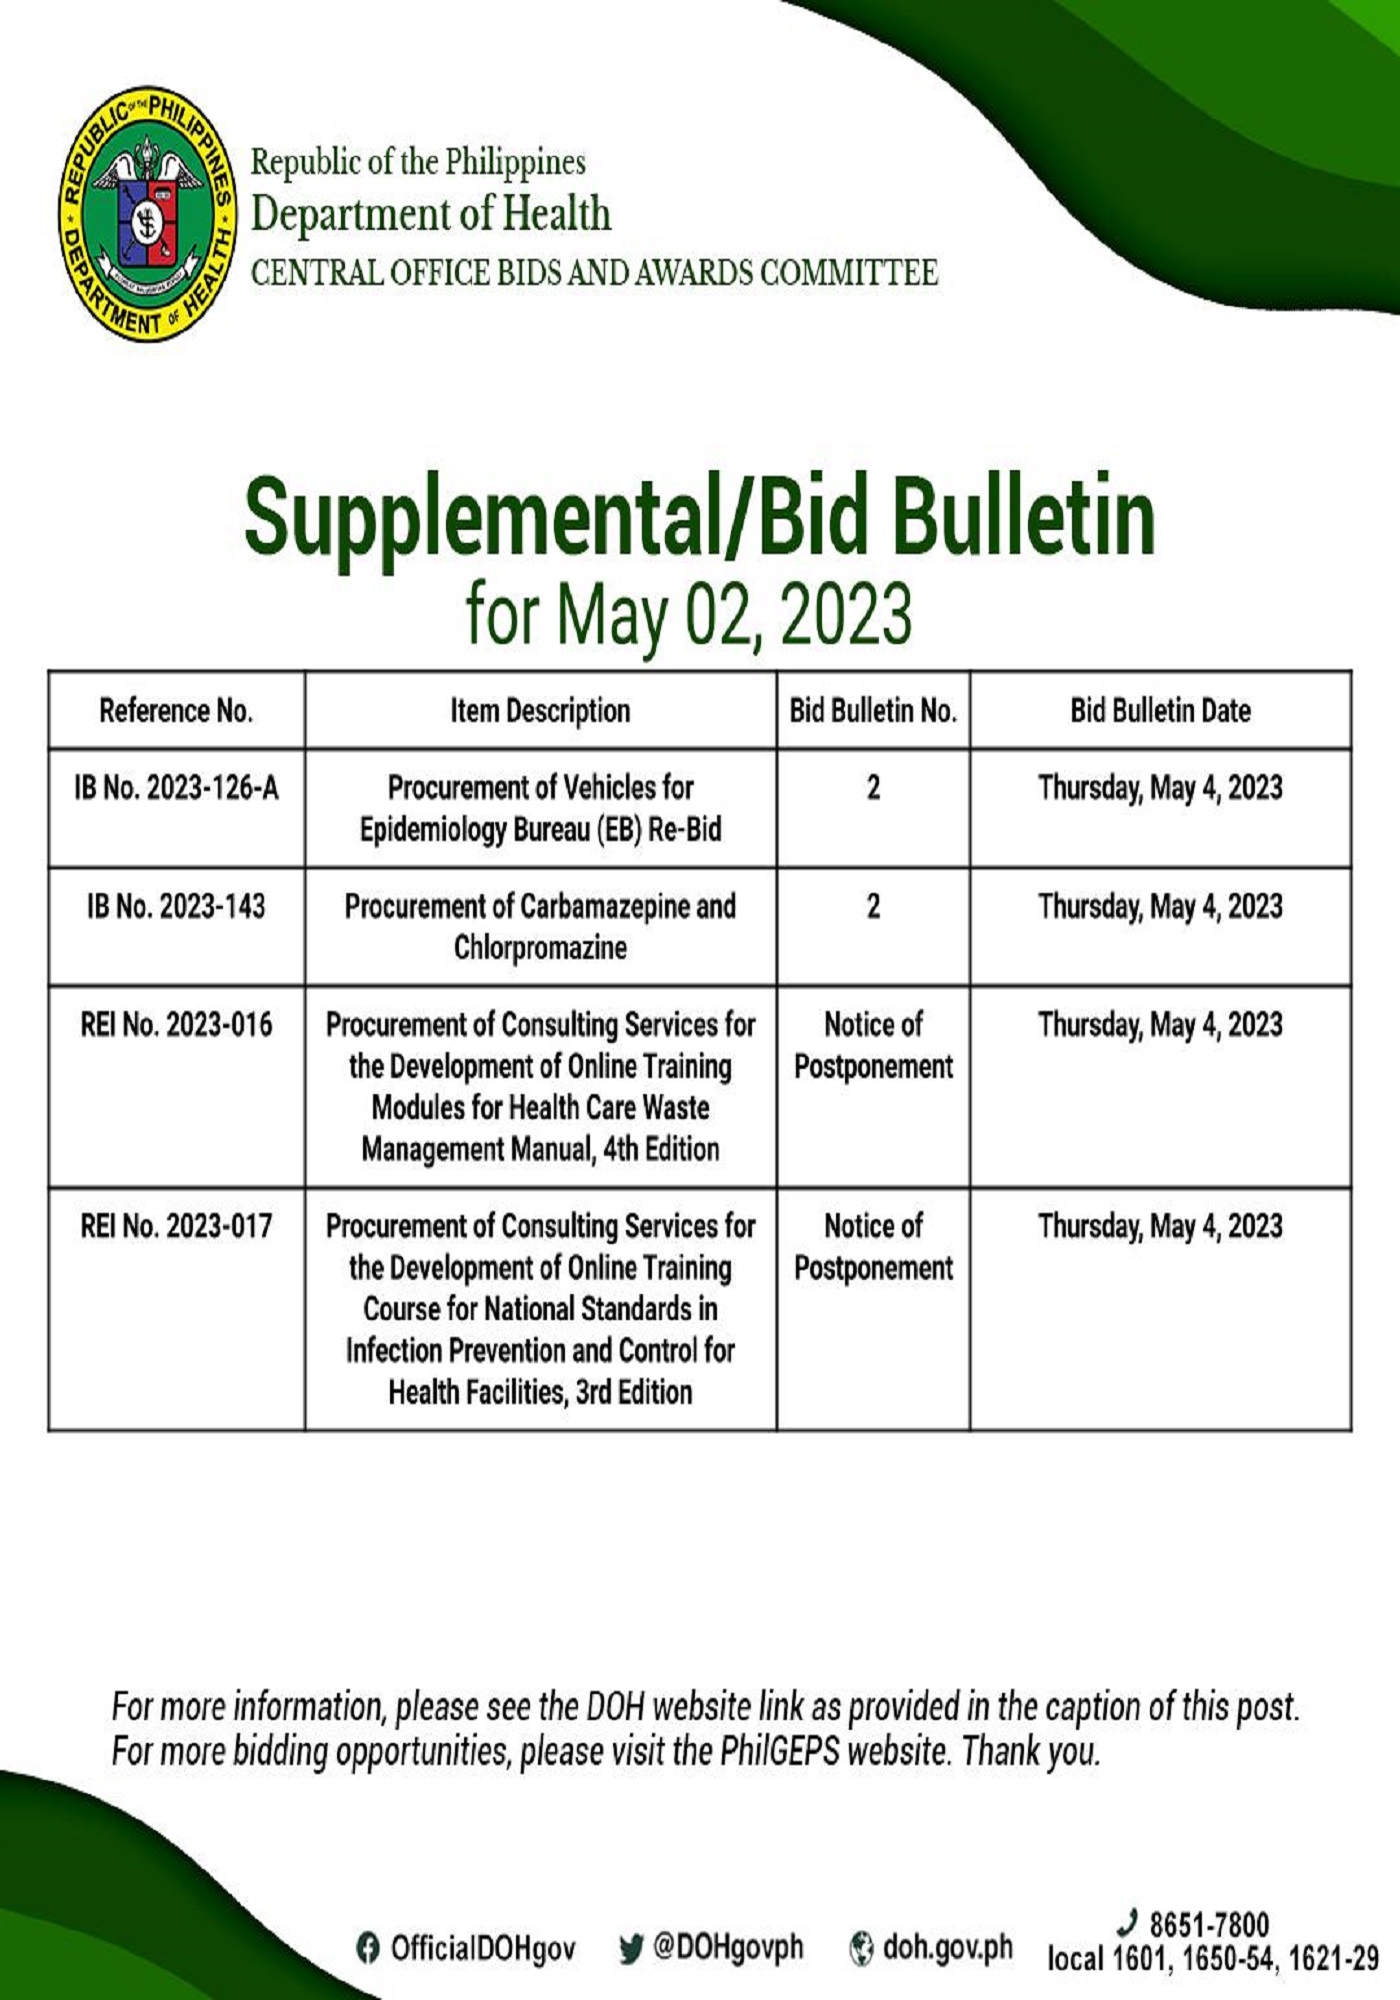 REPUBLIC OF THE PHILIPPINES
DEPARTMENT OF HEALTH
Republic of the Philippines
Department of Health
CENTRAL OFFICE BIDS AND AWARDS COMMITTEE
Supplemental/Bid Bulletin
for May 02, 2023
Reference No. Item Description Bid Bulletin No. Bid Bulletin Date
IB No. 2023-126-A Procurement of Vehicles for 2 Thursday, May 4, 2023
Epidemiology Bureau (EB) Re-Bid
IB No. 2023-143 Procurement of Carbamazepine and 2 Thursday, May 4, 2023
Chlorpromazine
REI No. 2023-016 Procurement of Consulting Services for Notice of Thursday, May 4, 2023
the Development of Online Training Postponement
Modules for Health Care Waste
Management Manual, 4th Edition
REI No. 2023-017 Procurement of Consulting Services for Notice of Thursday, May 4, 2023
the Development of Online Training Postponement
Course for National Standards in
Infection Prevention and Control for
Health Facilities, 3rd Edition
For more information, please see the DOH website link as provided in the caption of this post.
For more bidding opportunities, please visit the PhilGEPS website. Thank you.
OfficialDOHgov @DOHgovph doh.gov.ph 8651-7800
local 1601, 1650-54, 1621-29